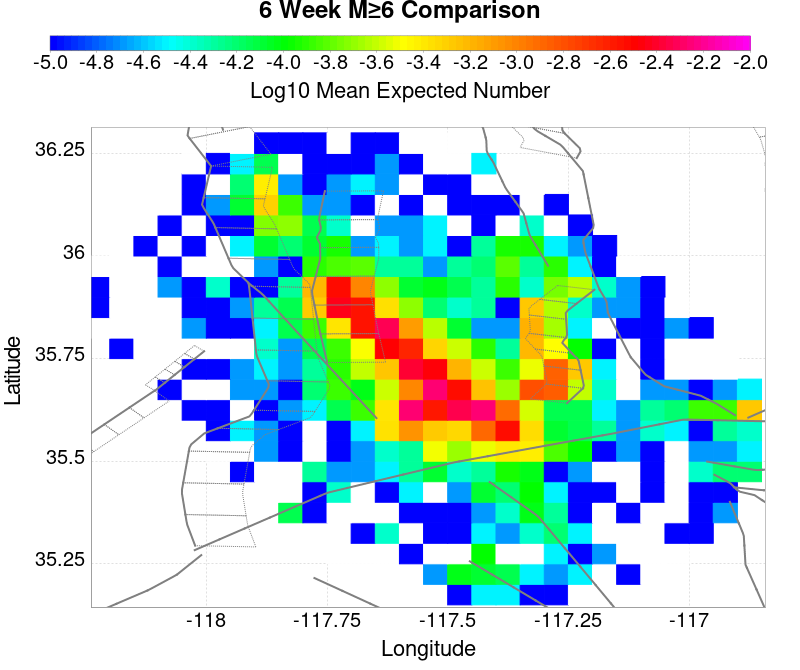 6 Week M≥6 Comparison
-5.0 -4.8 -4.6 -4.4 -4.2 -4.0 -3.8 -3.6 -3.4 -3.2 -3.0 -2.8 -2.6 -2.4 -2.2 -2.0
Log10 Mean Expected Number
36.25
36
35.75
35.5
35.25
Latitude
-118 -117.75 -117.5 -117.25 -117
Longitude